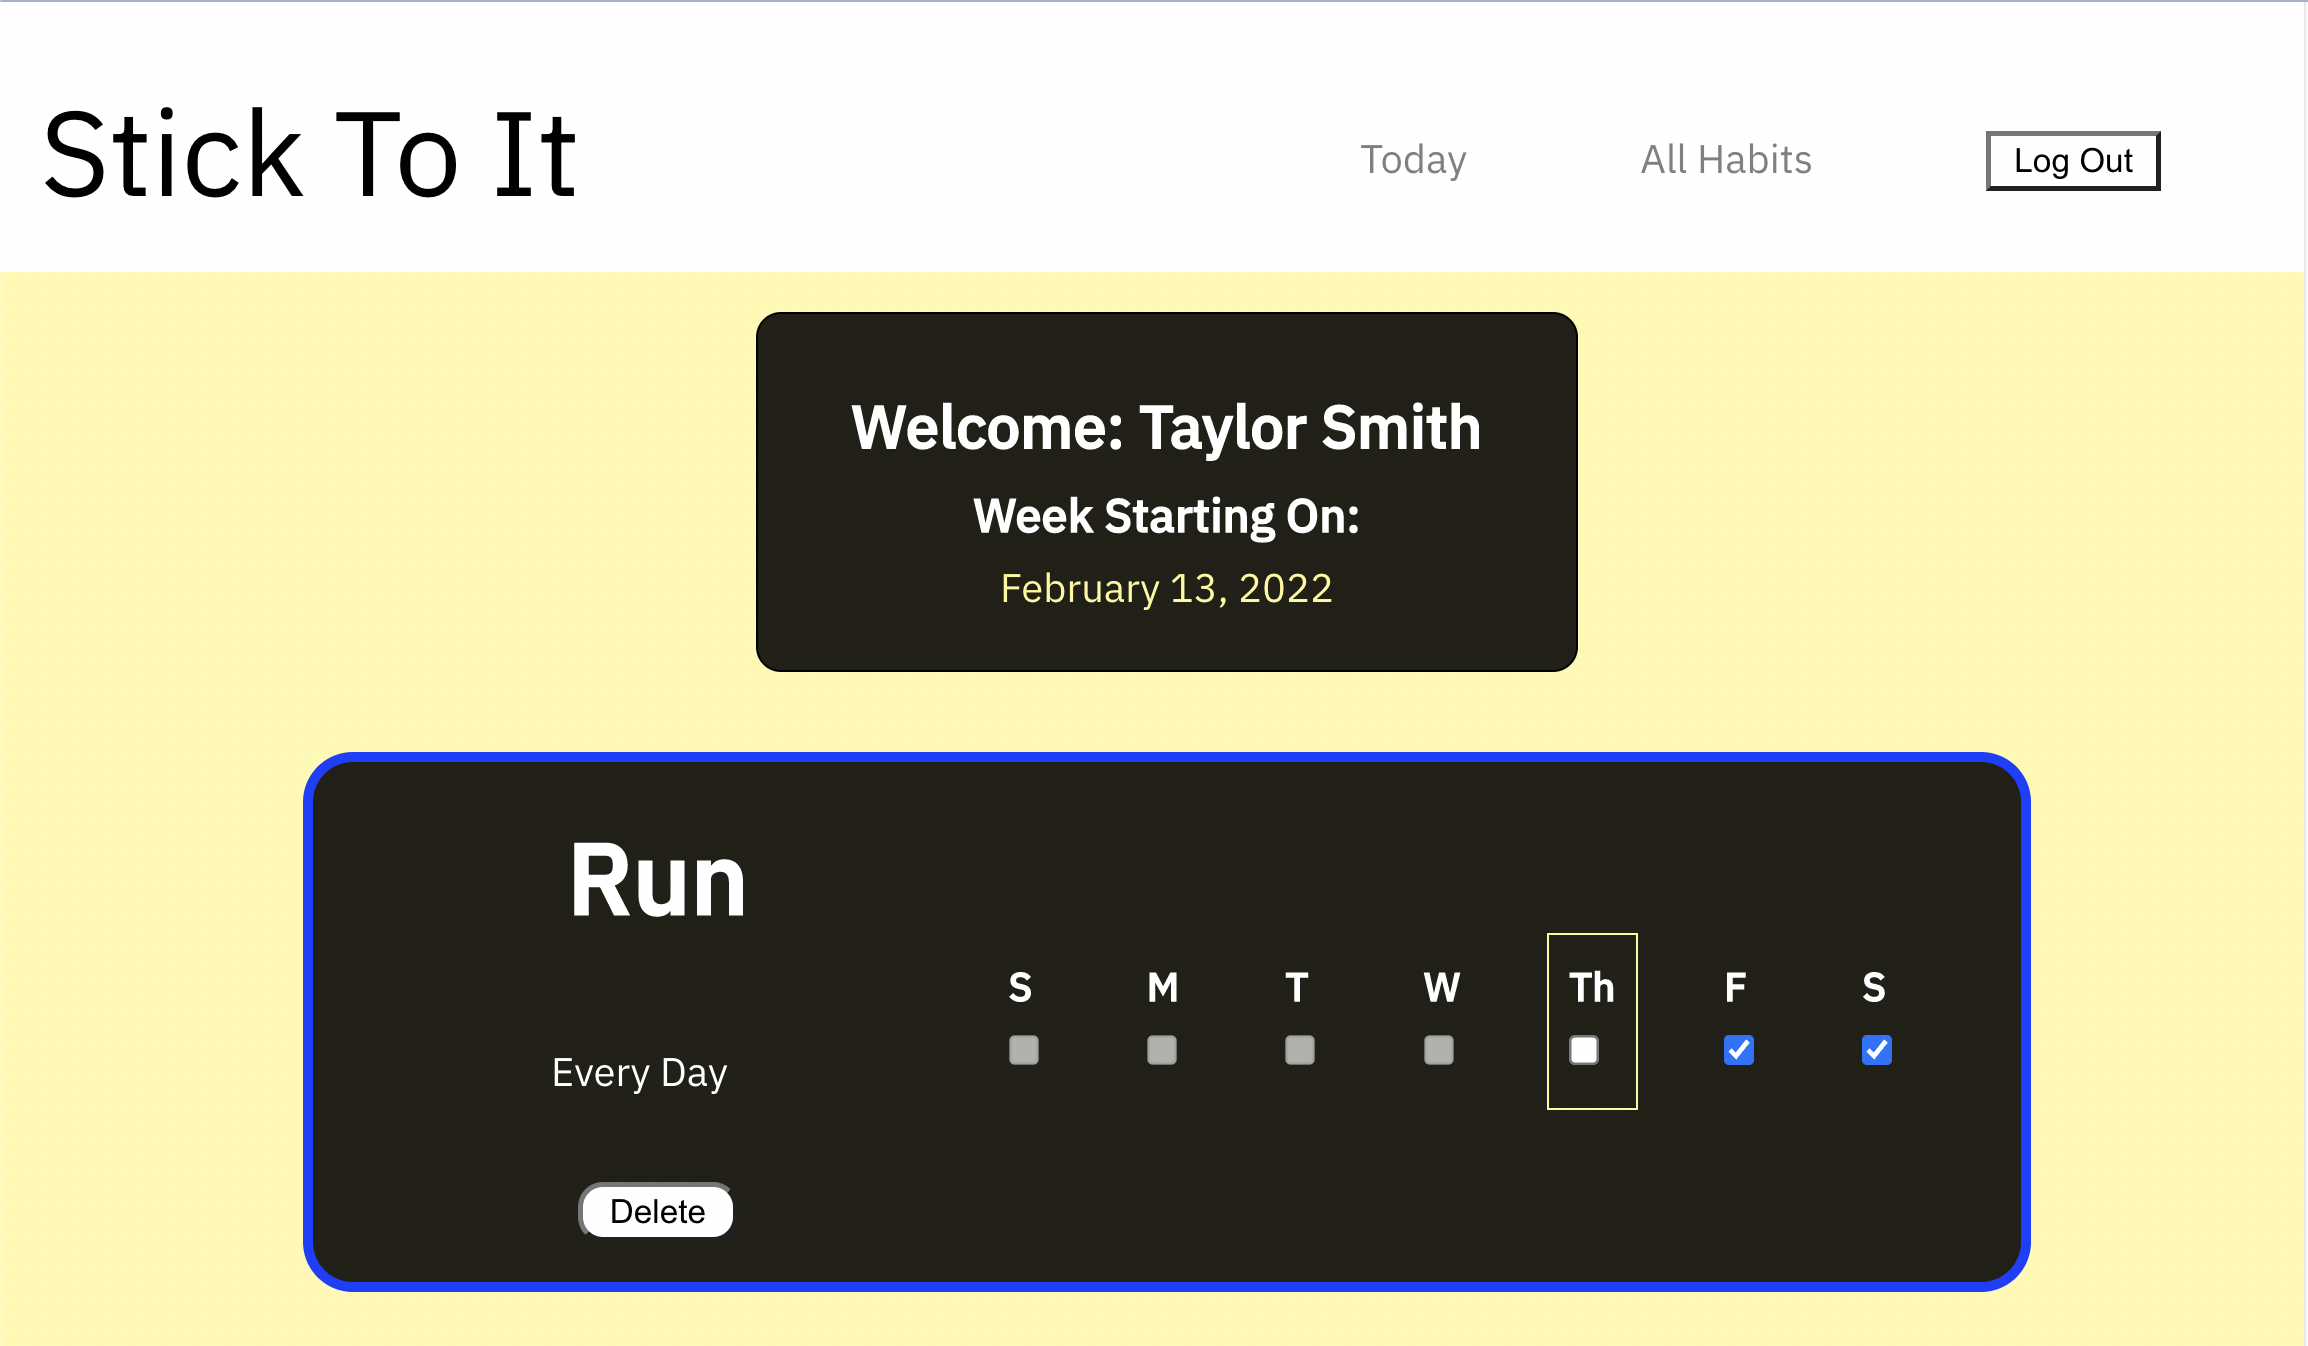 Stick To It
Today All Habits Log Out
Welcome: Taylor Smith
Week Starting On:
February 13, 2022
Run
S M T W Th F S
Every Day
Delete